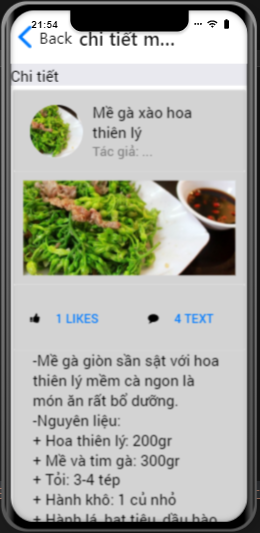 21:54
Back chi tiết m...
Chi tiết
Mề gà xào hoa
thiên lý
Tác giả: ...
1 LIKES 4 TEXT
-Mề gà giòn sần sật với hoa
thiên lý mềm cà ngon là
món ăn rất bổ dưỡng.
-Nguyên liệu:
+ Hoa thiên lý: 200gr
+ Mề và tim gà: 300gr
+ Tỏi: 3-4 tép
+ Hành khô: 1 củ nhỏ
+ Hành lá, hạt tiêu, dầu hào